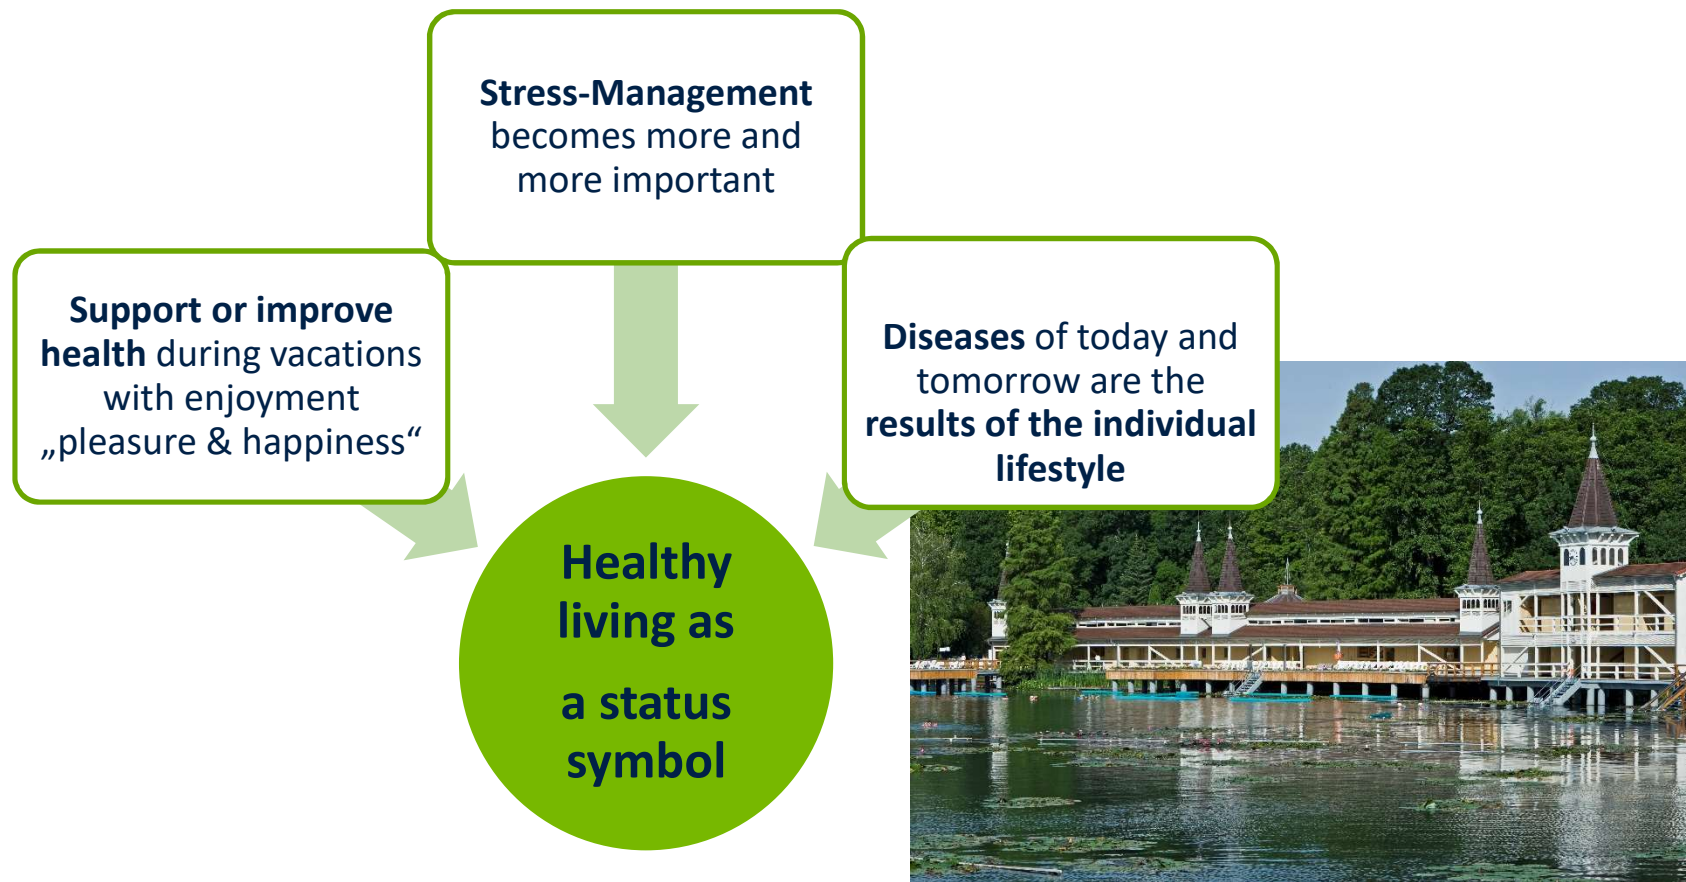 Stress-Management
becomes more and
more important
Support or improve
health during vacations
with enjoyment
„pleasure & happiness“
Diseases of today and
tomorrow are the
results of the individual
lifestyle
Healthy
living as
a status
symbol